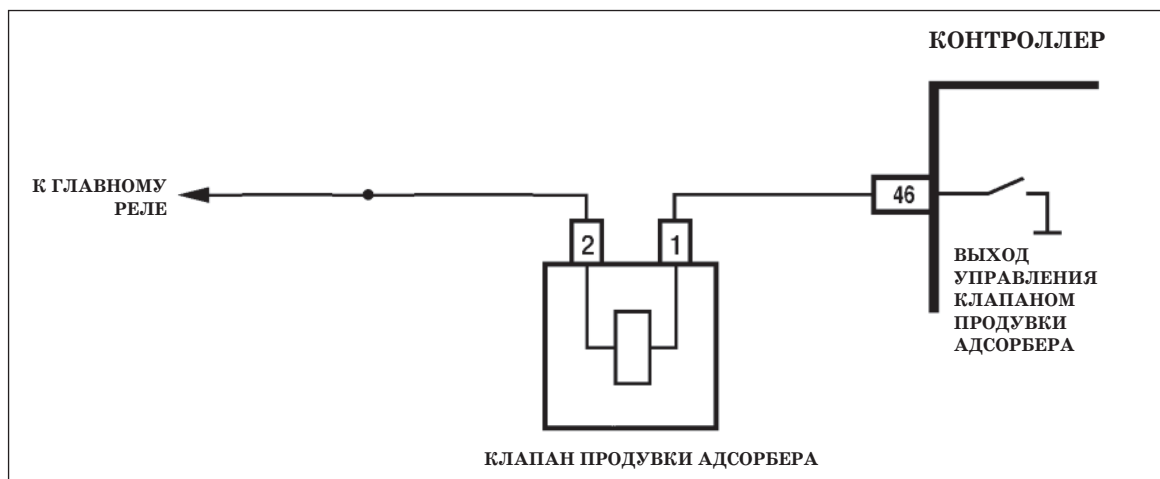 КОНТРОЛЛЕР
К ГЛАВНОМУ
РЕЛЕ
46
2
1
ВЫХОД
УПРАВЛЕНИЯ
КЛАПАНОМ
ПРОДУВКИ
АДСОРБЕРА
КЛАПАН ПРОДУВКИ АДСОРБЕРА